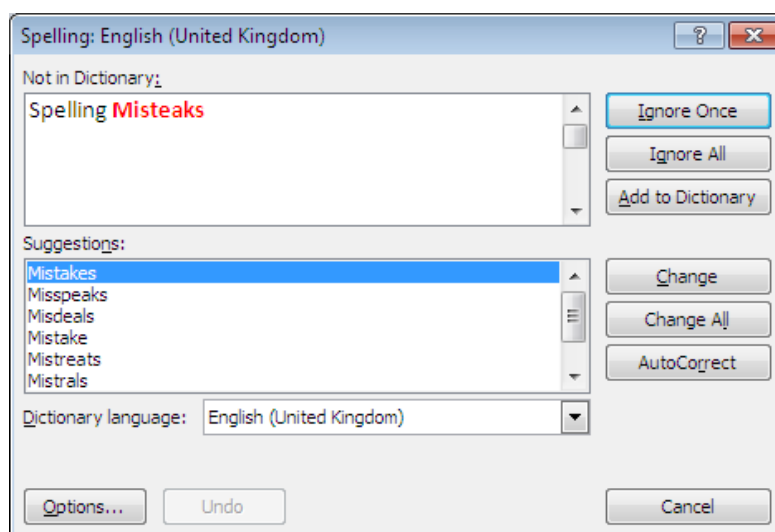 Spelling: English (United Kingdom)
Not in Dictionary:
Spelling Misteaks
Ignore Once
Ignore All
Add to Dictionary
Suggestions:
Mistakes
Misspeaks
Misdeals
Mistake
Mistreats
Mistrals
Change
Change All
AutoCorrect
Dictionary language: English (United Kingdom)
Options... Undo Cancel